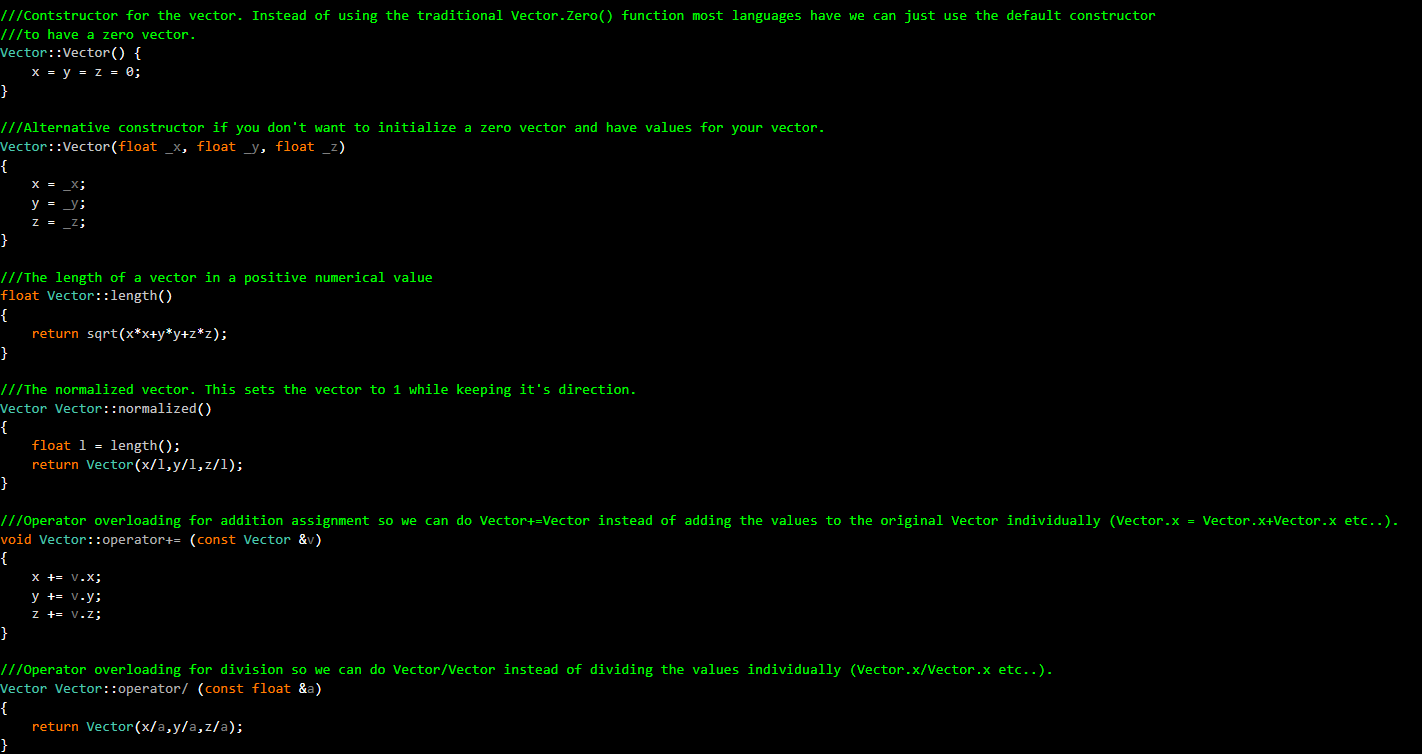 ///Contstructor for the vector. Instead of using the traditional Vector.Zero() function most languages have we can just use the default constructor
///to have a zero vector.
Vector::Vector() {
    x = y = z = 0;
}

///Alternative constructor if you don't want to initialize a zero vector and have values for your vector.
Vector::Vector(float _x, float _y, float _z)
{
    x = _x;
    y = _y;
    z = _z;
}

///The length of a vector in a positive numerical value
float Vector::length()
{
    return sqrt(x*x+y*y+z*z);
}

///The normalized vector. This sets the vector to 1 while keeping it's direction.
Vector Vector::normalized()
{
    float l = length();
    return Vector(x/l,y/l,z/l);
}

///Operator overloading for addition assignment so we can do Vector+=Vector instead of adding the values to the original Vector individually (Vector.x = Vector.x+Vector.x etc..).
void Vector::operator+= (const Vector &v)
{
    x += v.x;
    y += v.y;
    z += v.z;
}

///Operator overloading for division so we can do Vector/Vector instead of dividing the values individually (Vector.x/Vector.x etc..).
Vector Vector::operator/ (const float &a)
{
    return Vector(x/a,y/a,z/a);
}